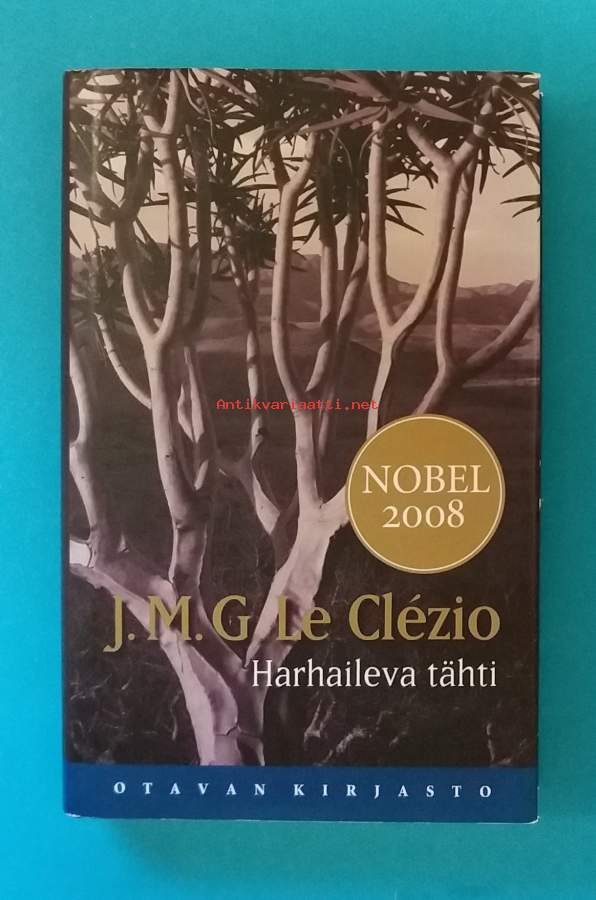 Antikvariaatti.net
NOBEL
2008
J. M. G Le Clézio
Harhaileva tähti
OTAVAN KIRJASTO